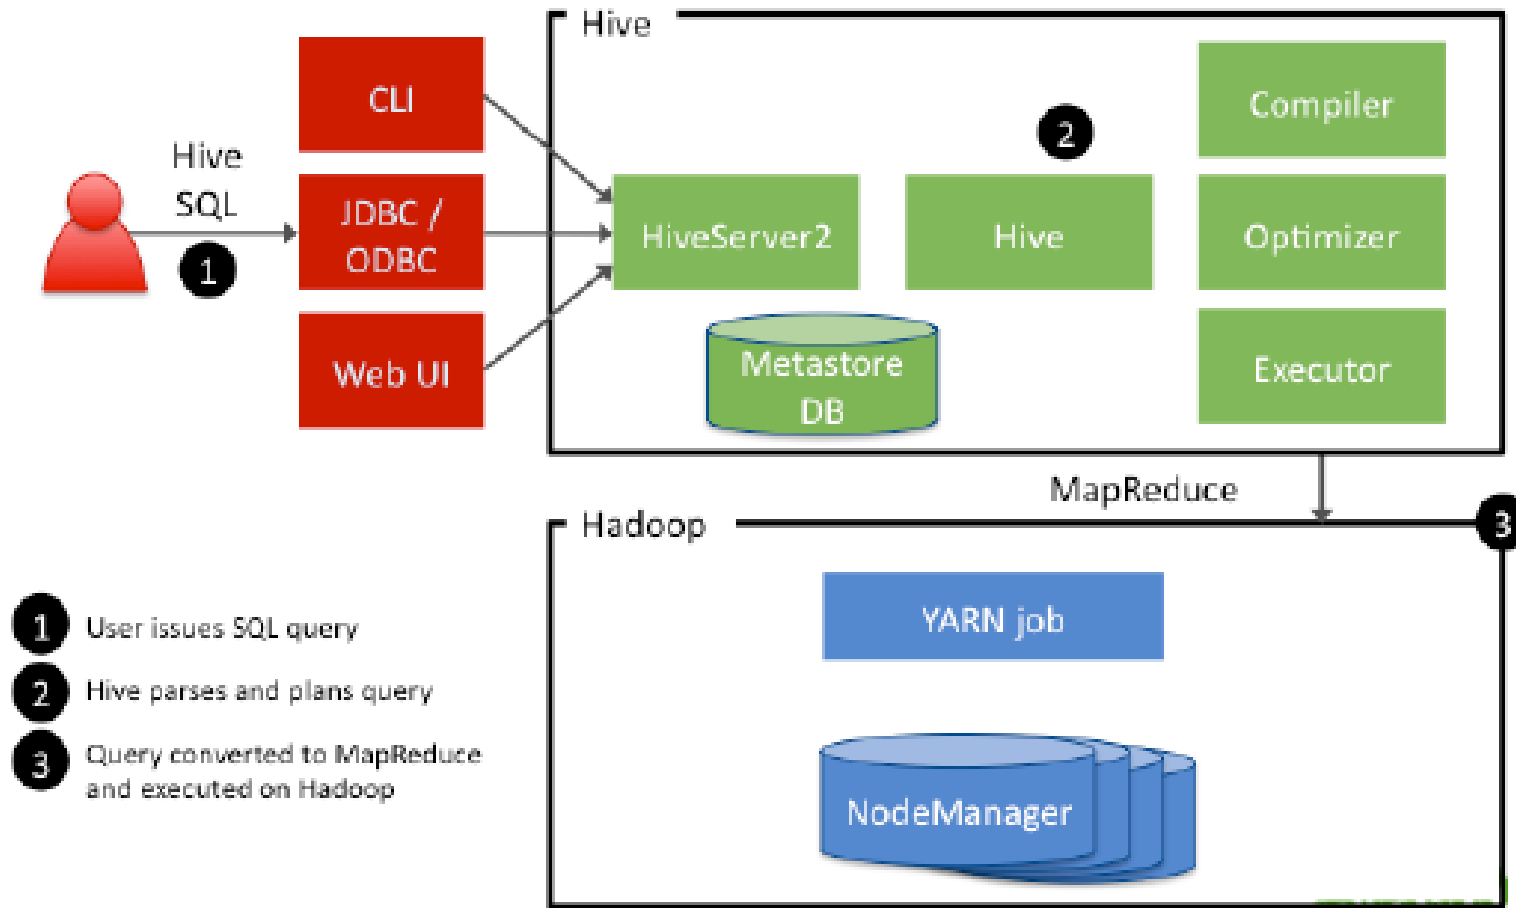 Hive
CLI
Compiler
2
Hive
SQL
JDBC /
ODBC
HiveServer2
Hive
Optimizer
1
Metastore
DB
Web UI
Executor
MapReduce
Hadoop
3
YARN job
1 User issues SQL query
2 Hive parses and plans query
3 Query converted to MapReduce
and executed on Hadoop
NodeManager